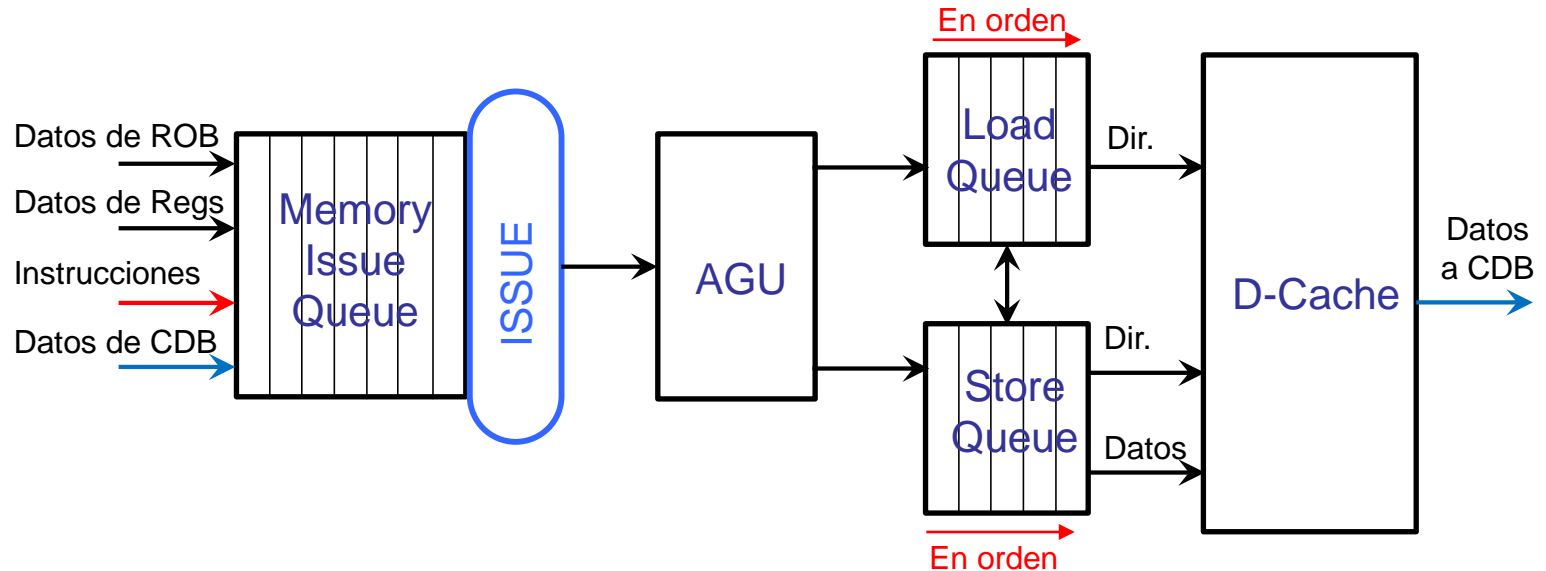 Datos de ROB
Datos de Regs
Instrucciones
Datos de CDB
Memory
Issue
Queue
ISSUE
AGU
En orden
Load
Queue
Dir.
Store
Queue
Dir.
Datos
En orden
D-Cache
Datos
a CDB